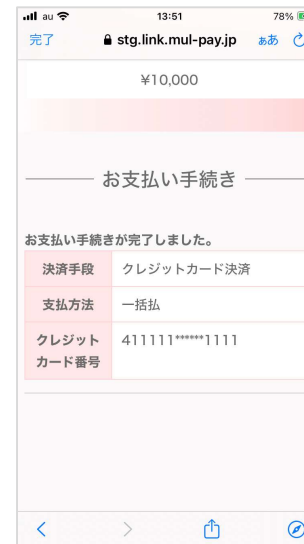 au 13:51 78%
完了 stg.link.mul-pay.jp ぁあ
¥10,000
お支払い手続き
お支払い手続きが完了しました。
決済手段 クレジットカード決済
支払方法 一括払
クレジット
カード番号 411111******1111